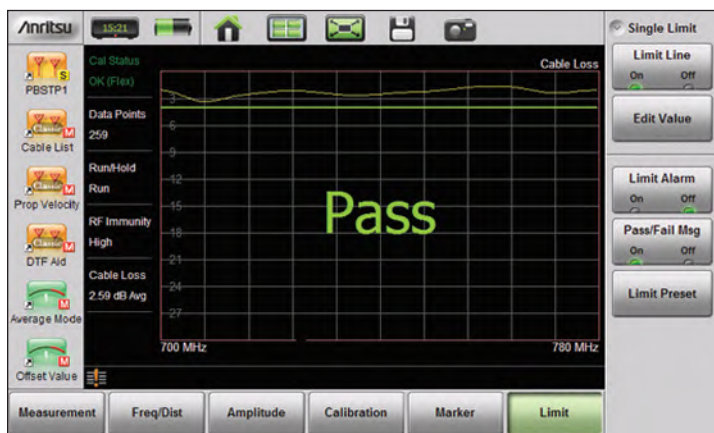 Anritsu
15:21
Single Limit
PBSTP1
S
Classic
M
Cable List
Classic
M
Prop Velocity
Classic
M
DTF Aid
M
Average Mode
M
Offset Value
Cal Status
OK (Flex)
Data Points
259
Run/Hold
Run
RF Immunity
High
Cable Loss
2.59 dB Avg
Cable Loss
-3
-6
-9
-12
-15
-18
-21
-24
-27
Pass
700 MHz
780 MHz
Limit Line
On Off
Edit Value
Limit Alarm
On Off
Pass/Fail Msg
On Off
Limit Preset
Measurement
Freq/Dist
Amplitude
Calibration
Marker
Limit